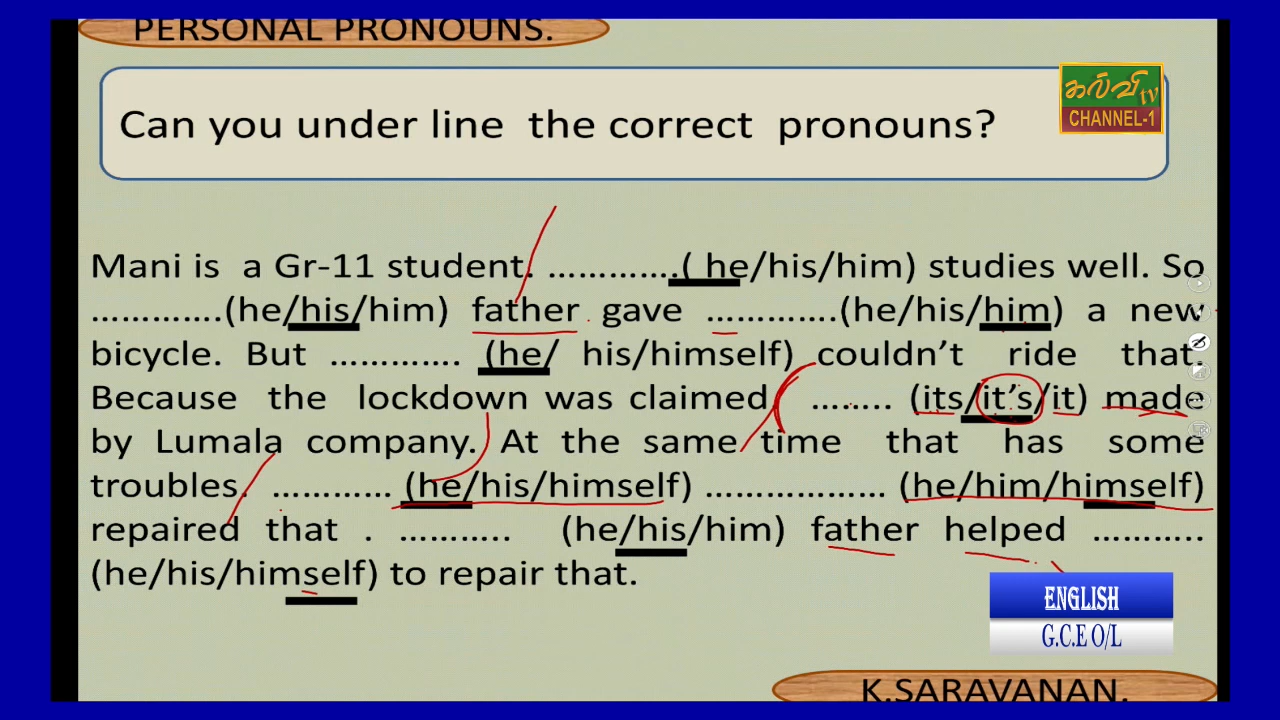 PERSONAL PRONOUNS.
கல்வி tv
CHANNEL-1
Can you under line the correct pronouns?
Mani is a Gr-11 student. ………….( he/his/him) studies well. So
………….(he/his/him) father gave ………….(he/his/him) a new
bicycle. But …………. (he/ his/himself) couldn’t ride that.
Because the lockdown was claimed …….. (its/it’s/it) made
by Lumala company. At the same time that has some
troubles. ………… (he/his/himself) ……………… (he/him/himself)
repaired that . ……….. (he/his/him) father helped ………..
(he/his/himself) to repair that.
ENGLISH
G.C.E O/L
K.SARAVANAN.